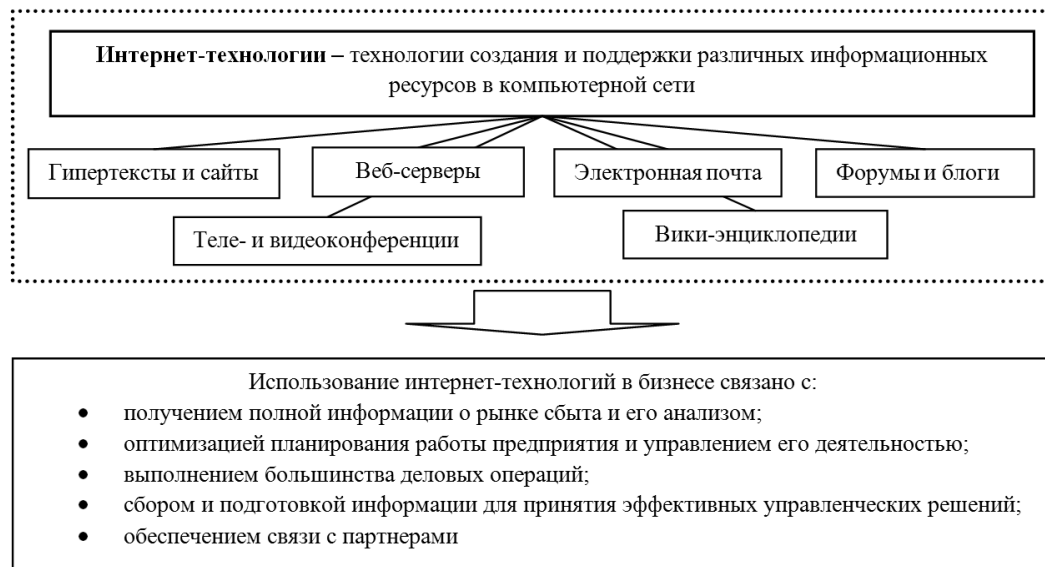 Интернет-технологии – технологии создания и поддержки различных информационных
ресурсов в компьютерной сети
Гипертексты и сайты
Веб-серверы
Электронная почта
Форумы и блоги
Теле- и видеоконференции
Вики-энциклопедии
Использование интернет-технологий в бизнесе связано с:
• получением полной информации о рынке сбыта и его анализом;
• оптимизацией планирования работы предприятия и управлением его деятельностью;
• выполнением большинства деловых операций;
• сбором и подготовкой информации для принятия эффективных управленческих решений;
• обеспечением связи с партнерами